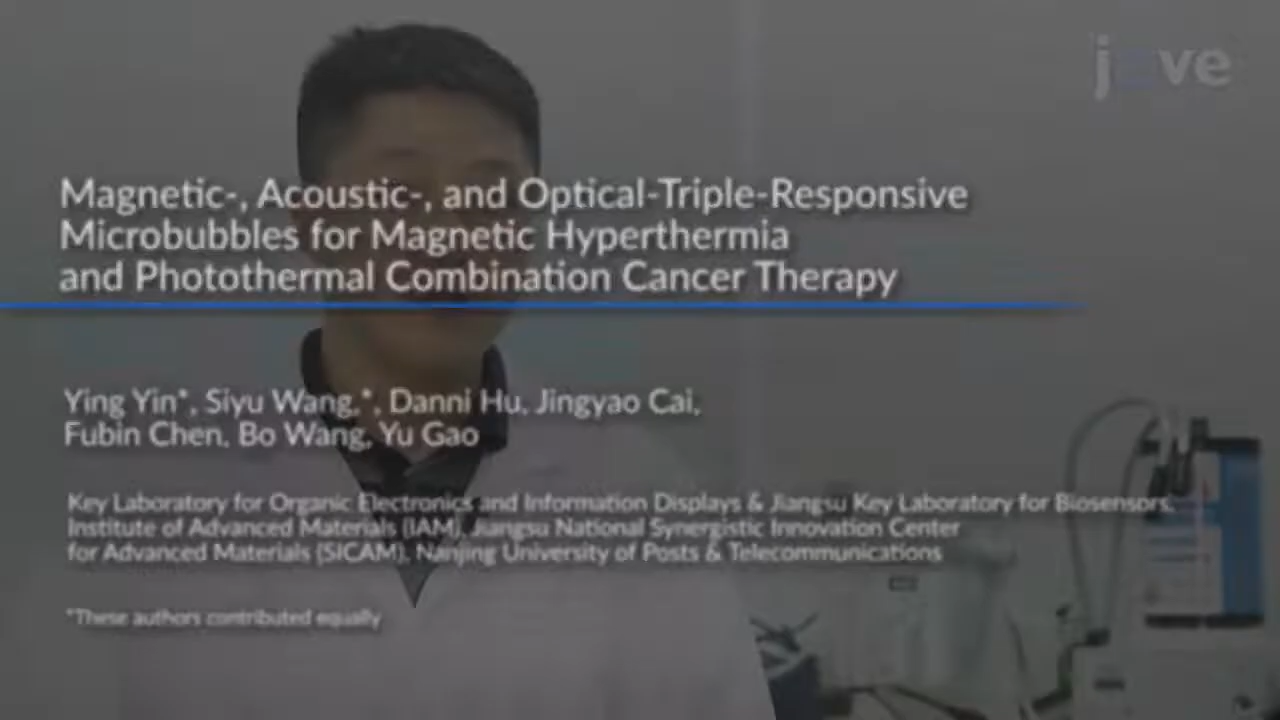 jove
Magnetic-, Acoustic-, and Optical-Triple-Responsive
Microbubbles for Magnetic Hyperthermia
and Photothermal Combination Cancer Therapy
Ying Yin*, Siyu Wang,*, Danni Hu, Jingyao Cai,
Fubin Chen, Bo Wang, Yu Gao
Key Laboratory for Organic Electronics and Information Displays & Jiangsu Key Laboratory for Biosensors,
Institute of Advanced Materials (IAM), Jiangsu National Synergistic Innovation Center
for Advanced Materials (SICAM), Nanjing University of Posts & Telecommunications
*These authors contributed equally